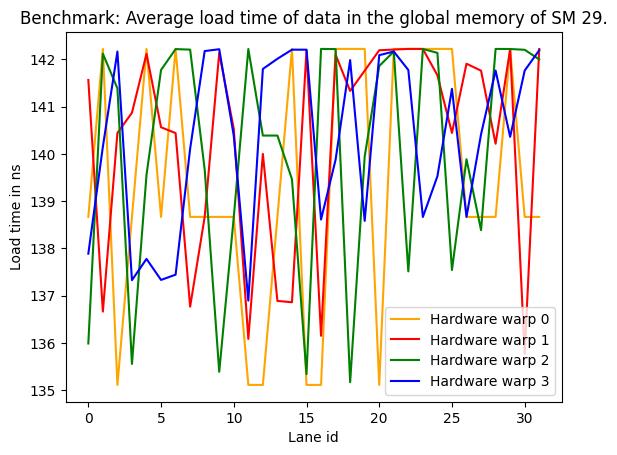 Benchmark: Average load time of data in the global memory of SM 29.
Load time in ns
142
141
140
139
138
137
136
135
0
5
10
15
20
25
30
Lane id
Hardware warp 0
Hardware warp 1
Hardware warp 2
Hardware warp 3